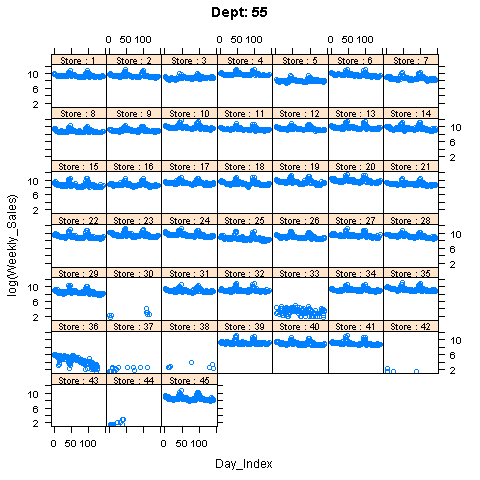 Dept: 55
0 50 100 0 50 100 0 50 100
Store : 1 Store : 2 Store : 3 Store : 4 Store : 5 Store : 6 Store : 7
10
6
2
Store : 8 Store : 9 Store : 10 Store : 11 Store : 12 Store : 13 Store : 14
10
6
2
Store : 15 Store : 16 Store : 17 Store : 18 Store : 19 Store : 20 Store : 21
10
6
2
Store : 22 Store : 23 Store : 24 Store : 25 Store : 26 Store : 27 Store : 28
10
6
2
Store : 29 Store : 30 Store : 31 Store : 32 Store : 33 Store : 34 Store : 35
10
6
2
Store : 36 Store : 37 Store : 38 Store : 39 Store : 40 Store : 41 Store : 42
10
6
2
Store : 43 Store : 44 Store : 45
10
6
2
0 50 100 0 50 100
log(Weekly_Sales)
Day_Index